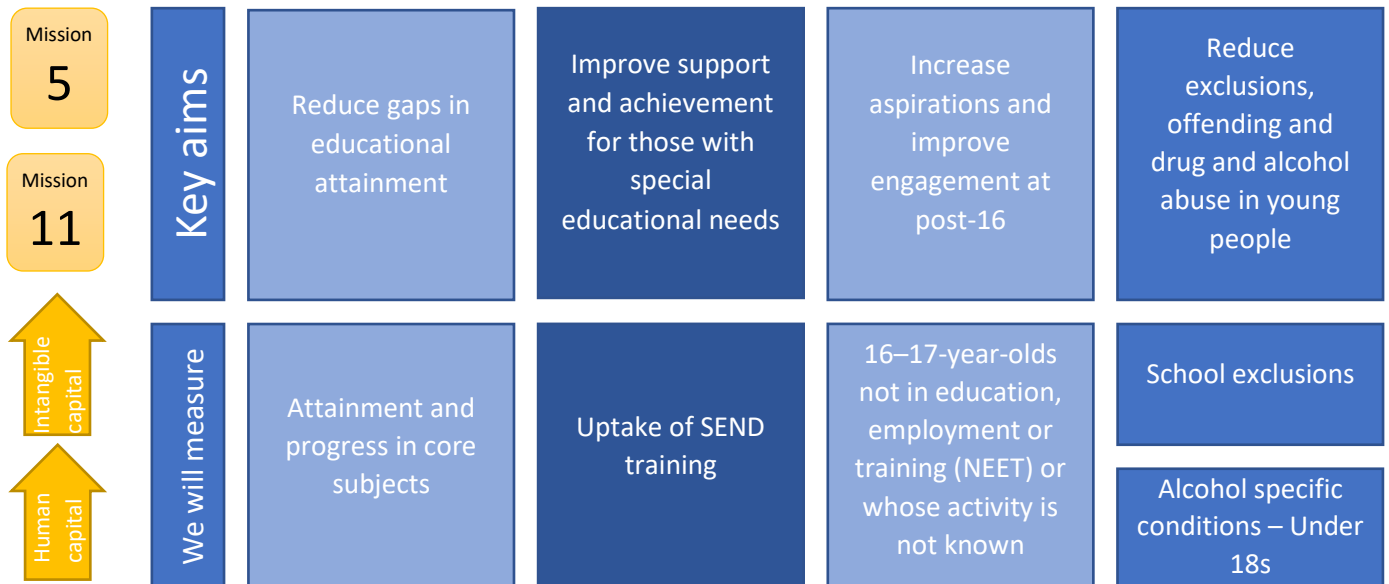 Mission
5
Mission
11
Intangible
capital
Human
capital
Key aims
Reduce gaps in
educational
attainment
Improve support
and achievement
for those with
special
educational needs
Increase
aspirations and
improve
engagement at
post-16
Reduce
exclusions,
offending and
drug and alcohol
abuse in young
people
We will measure
Attainment and
progress in core
subjects
Uptake of SEND
training
16–17-year-olds
not in education,
employment or
training (NEET) or
whose activity is
not known
School exclusions
Alcohol specific
conditions – Under
18s